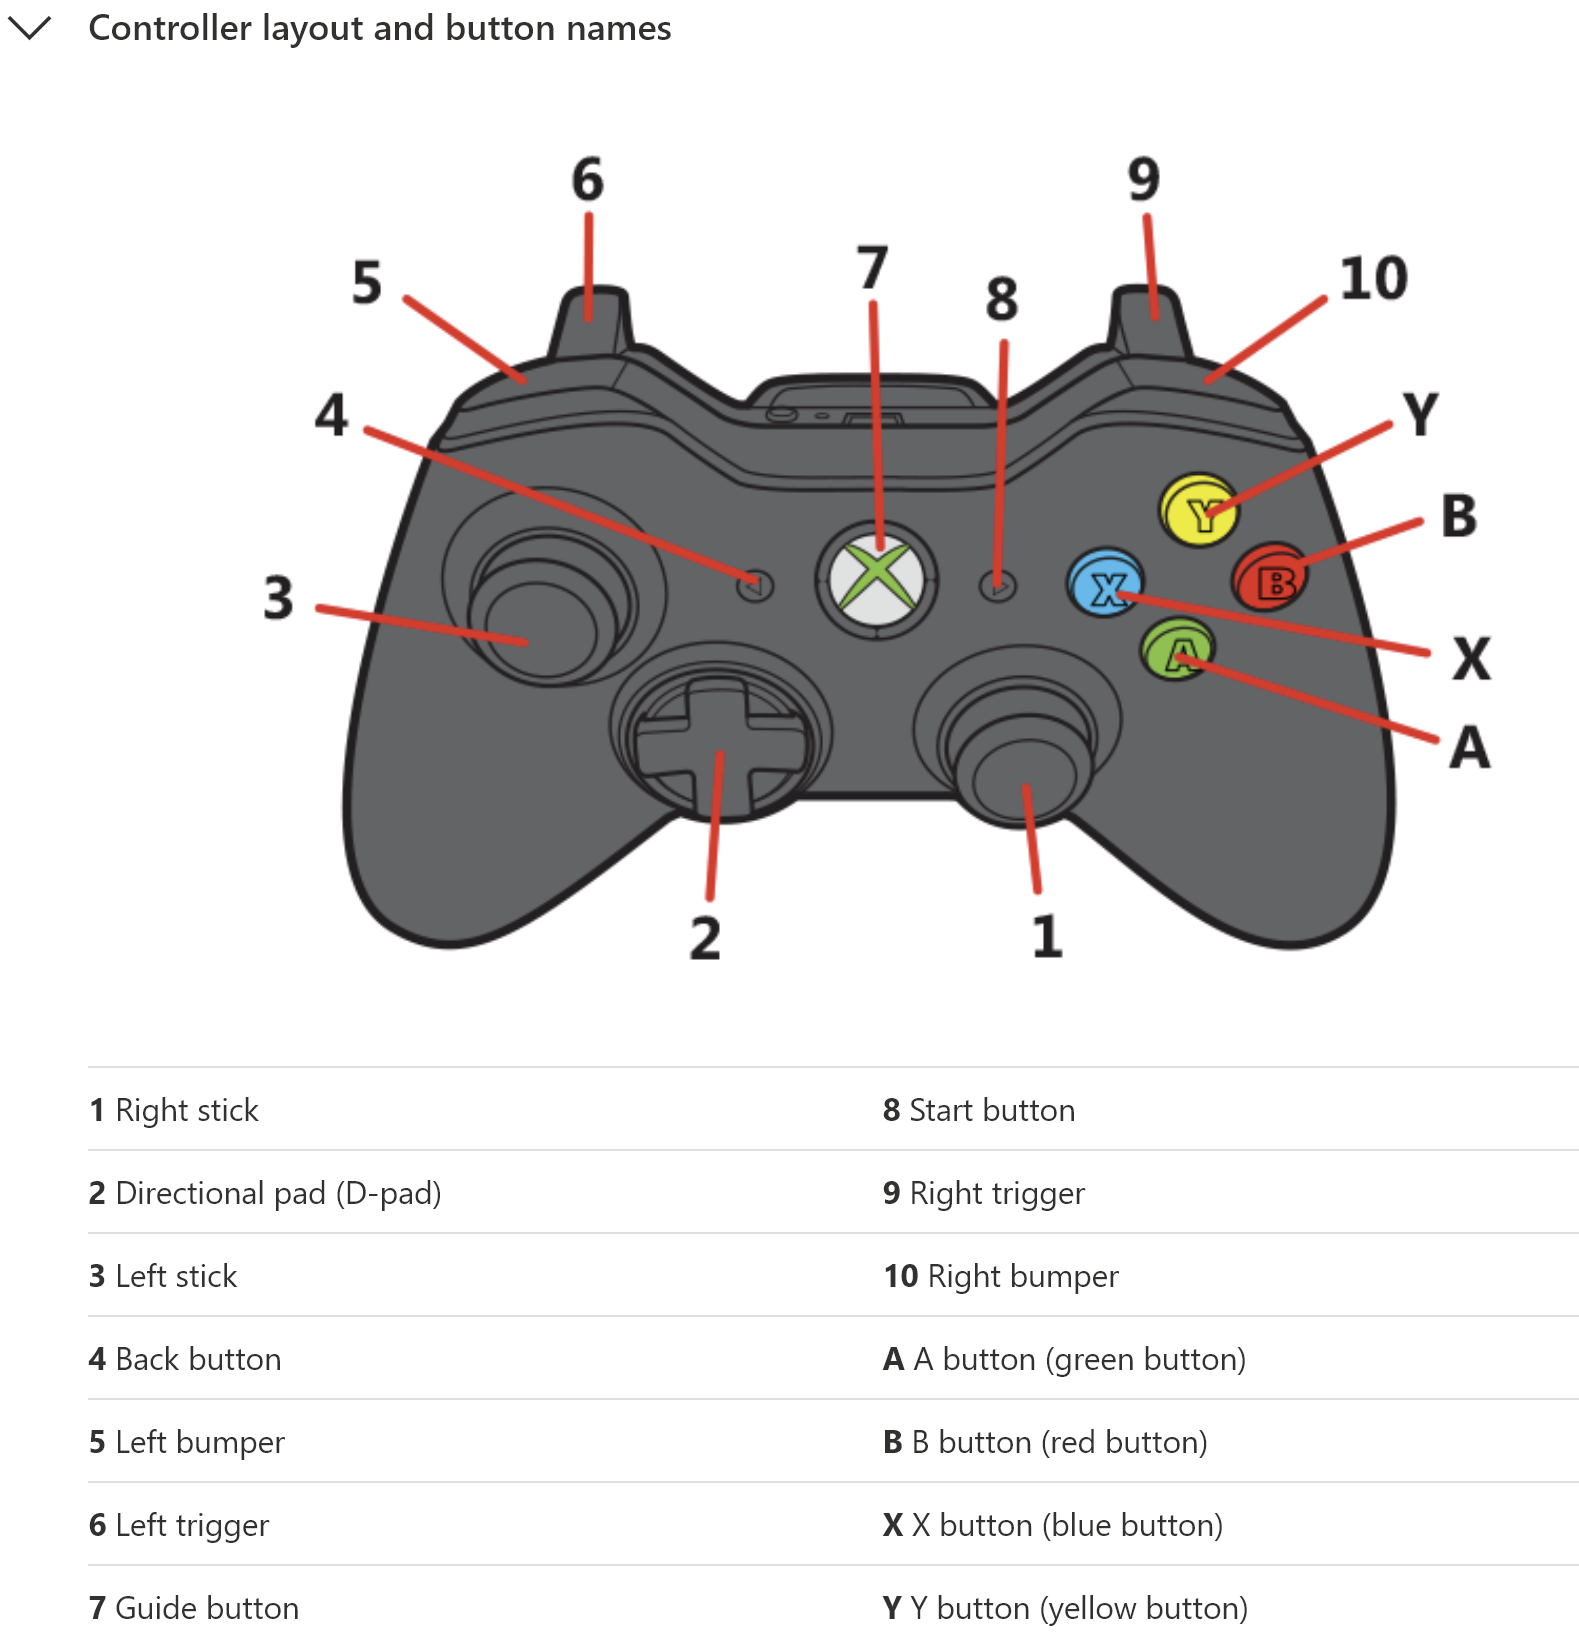 Controller layout and button names
6
9
5
7
8
10
4
Y
Y
B
B
3
X
X
A
A
2
1
1 Right stick
8 Start button
2 Directional pad (D-pad)
9 Right trigger
3 Left stick
10 Right bumper
4 Back button
A A button (green button)
5 Left bumper
B B button (red button)
6 Left trigger
X X button (blue button)
7 Guide button
Y Y button (yellow button)